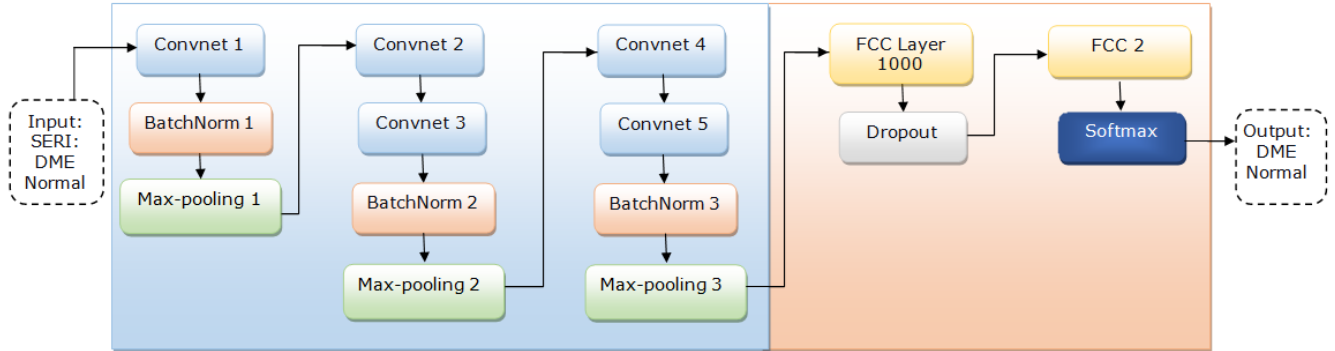 Input:
SERI:
DME
Normal
Convnet 1
BatchNorm 1
Max-pooling 1
Convnet 2
Convnet 3
BatchNorm 2
Max-pooling 2
Convnet 4
Convnet 5
BatchNorm 3
Max-pooling 3
FCC Layer
1000
Dropout
FCC 2
Softmax
Output:
DME
Normal